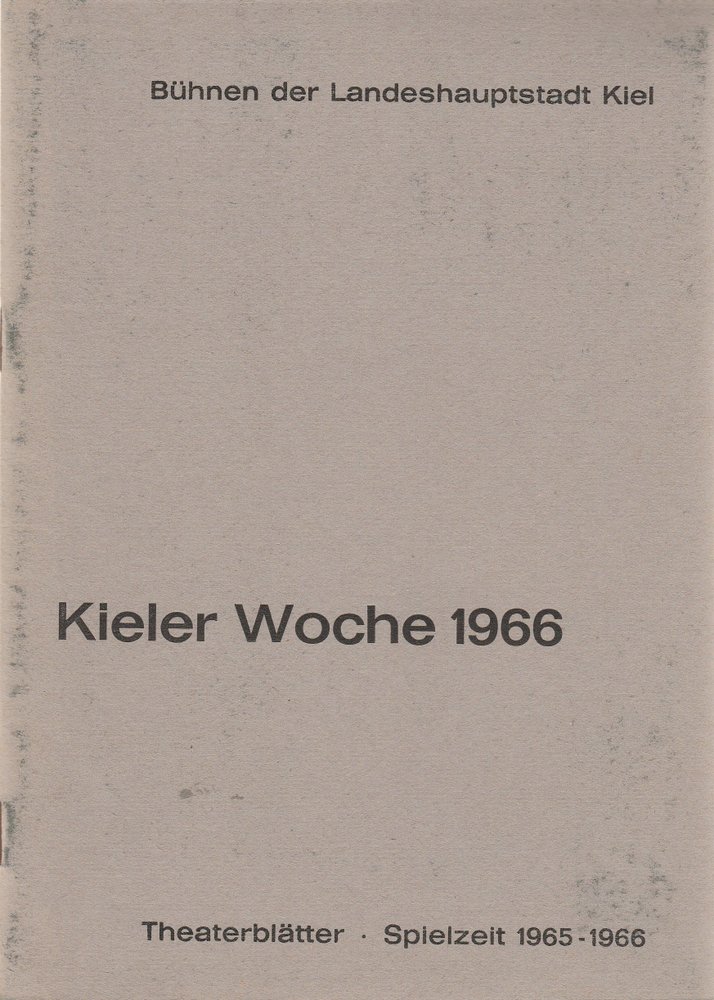 Bühnen der Landeshauptstadt Kiel
Kieler Woche 1966
Theaterblätter · Spielzeit 1965-1966